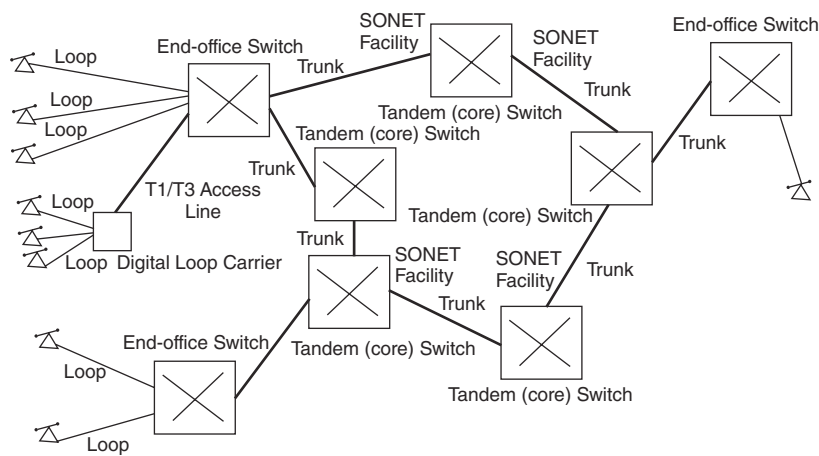 SONET
Facility
End-office Switch
Loop
End-office Switch
SONET
Facility
Trunk
Loop
Trunk
Loop
Tandem (core) Switch
Tandem (core) Switch
Trunk
Trunk
T1/T3 Access
Line
Loop
Tandem (core) Switch
Trunk
SONET
Facility
SONET
Facility
Loop
Digital Loop Carrier
Trunk
Trunk
End-office Switch
Tandem (core) Switch
Loop
Tandem (core) Switch
Loop